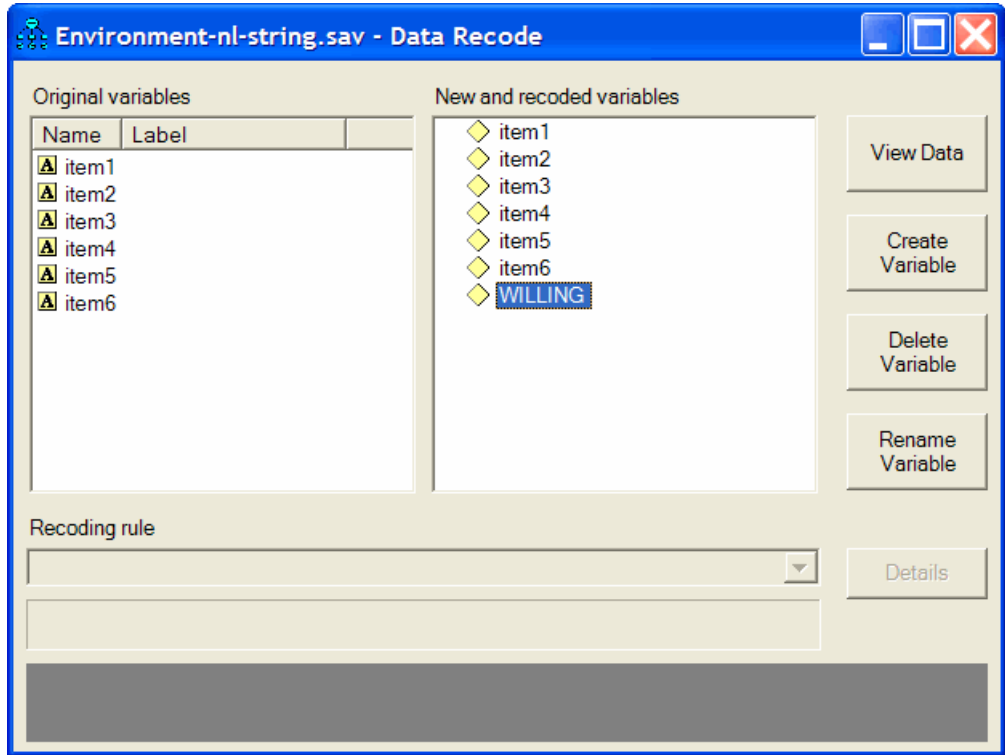 Environment-nl-string.sav - Data Recode
Original variables
Name Label
A item1
A item2
A item3
A item4
A item5
A item6
New and recoded variables
item1
item2
item3
item4
item5
item6
WILLING
View Data
Create
Variable
Delete
Variable
Rename
Variable
Recoding rule
Details